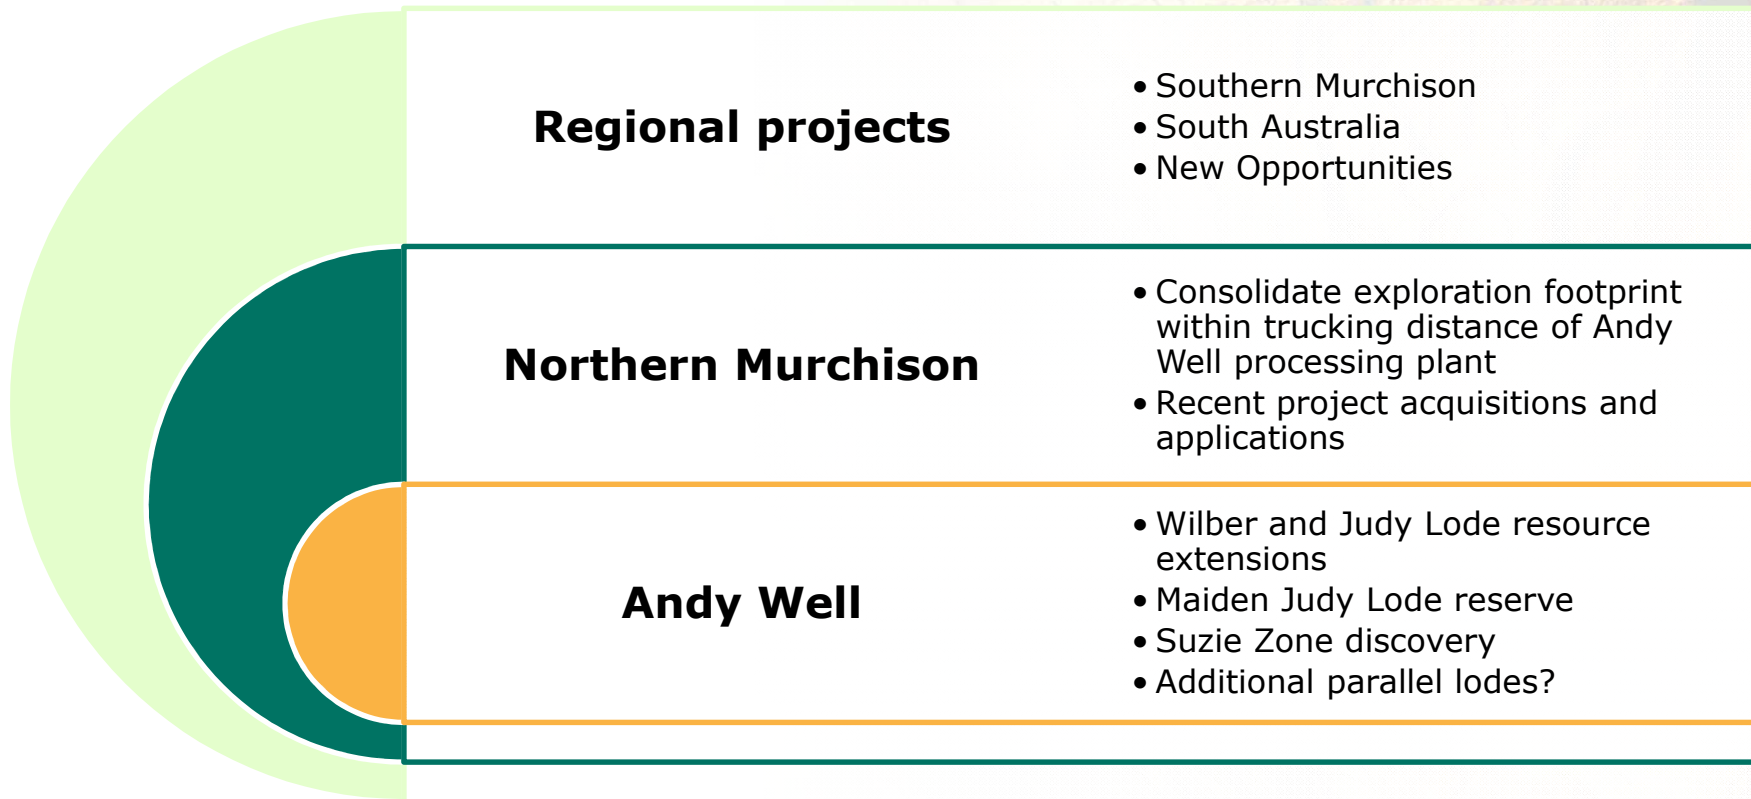 Regional projects
• Southern Murchison
• South Australia
• New Opportunities
Northern Murchison
• Consolidate exploration footprint
within trucking distance of Andy
Well processing plant
• Recent project acquisitions and
applications
Andy Well
• Wilber and Judy Lode resource
extensions
• Maiden Judy Lode reserve
• Suzie Zone discovery
• Additional parallel lodes?